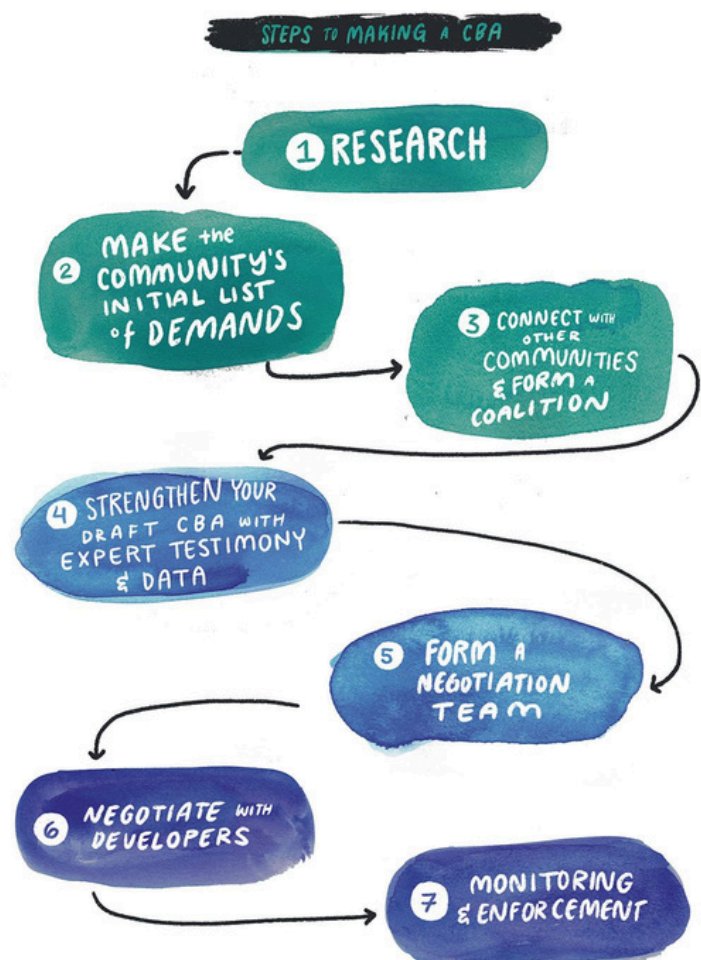 STEPS TO MAKING A CBA
1 RESEARCH
2 MAKE the
COMMUNITY'S
INITIAL LIST
of DEMANDS
3 CONNECT WITH
OTHER
COMMUNITIES
& FORM A
COALITION
4 STRENGTHEN YOUR
DRAFT CBA WITH
EXPERT TESTIMONY
& DATA
5 FORM A
NEGOTIATION
TEAM
6 NEGOTIATE WITH
DEVELOPERS
7 MONITORING
& ENFORCEMENT